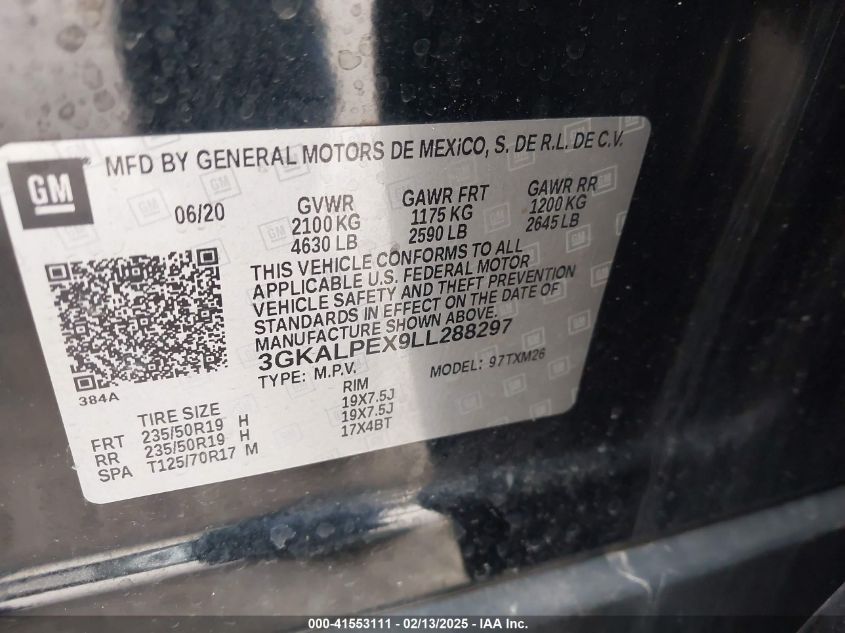 GM
MFD BY GENERAL MOTORS DE MEXiCO, S. DE R.L. DE C.V.
06/20
GVWR
2100 KG
4630 LB
GAWR FRT
1175 KG
2590 LB
GAWR RR
1200 KG
2645 LB
THIS VEHICLE CONFORMS TO ALL
APPLICABLE U.S. FEDERAL MOTOR
VEHICLE SAFETY AND THEFT PREVENTION
STANDARDS IN EFFECT ON THE DATE OF
MANUFACTURE SHOWN ABOVE.
3GKALPEX9LL288297
TYPE: M.P.V.
MODEL: 97TXM26
384A
TIRE SIZE
RIM
FRT 235/50R19 H 19X7.5J
RR 235/50R19 H 19X7.5J
SPA T125/70R17 M 17X4BT
000-41553111 - 02/13/2025 - IAA Inc.